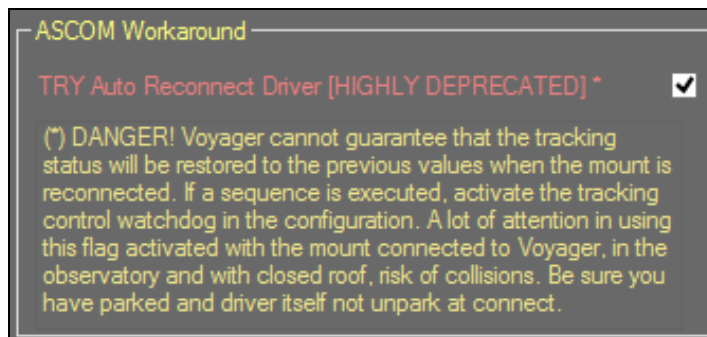 ASCOM Workaround
TRY Auto Reconnect Driver [HIGHLY DEPRECATED] *
(*) DANGER! Voyager cannot guarantee that the tracking
status will be restored to the previous values when the mount is
reconnected. If a sequence is executed, activate the tracking
control watchdog in the configuration. A lot of attention in using
this flag activated with the mount connected to Voyager, in the
observatory and with closed roof, risk of collisions. Be sure you
have parked and driver itself not unpark at connect.